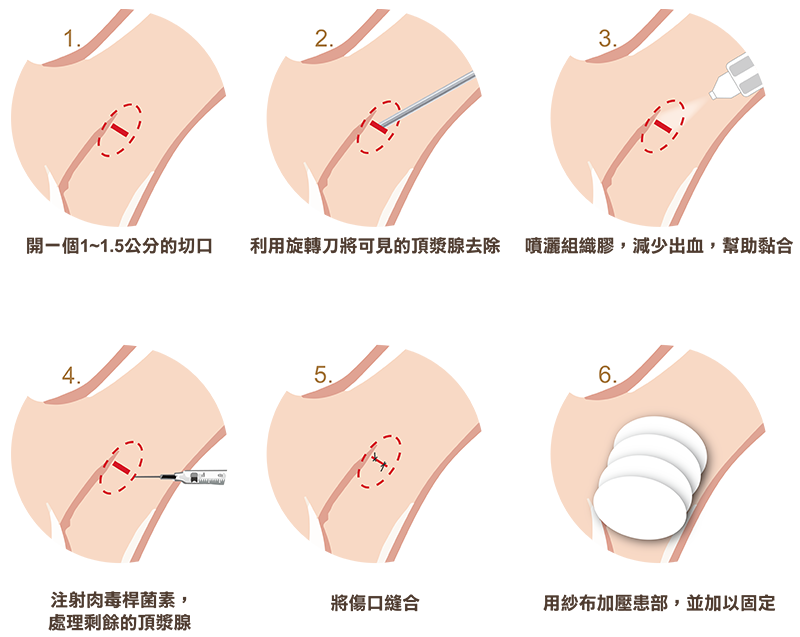 1.
2.
3.
開一個1~1.5公分的切口
利用旋轉刀將可見的頂漿腺去除
噴灑組織膠，減少出血，幫助黏合
4.
5.
6.
注射肉毒桿菌素，
處理剩餘的頂漿腺
將傷口縫合
用紗布加壓患部，並加以固定